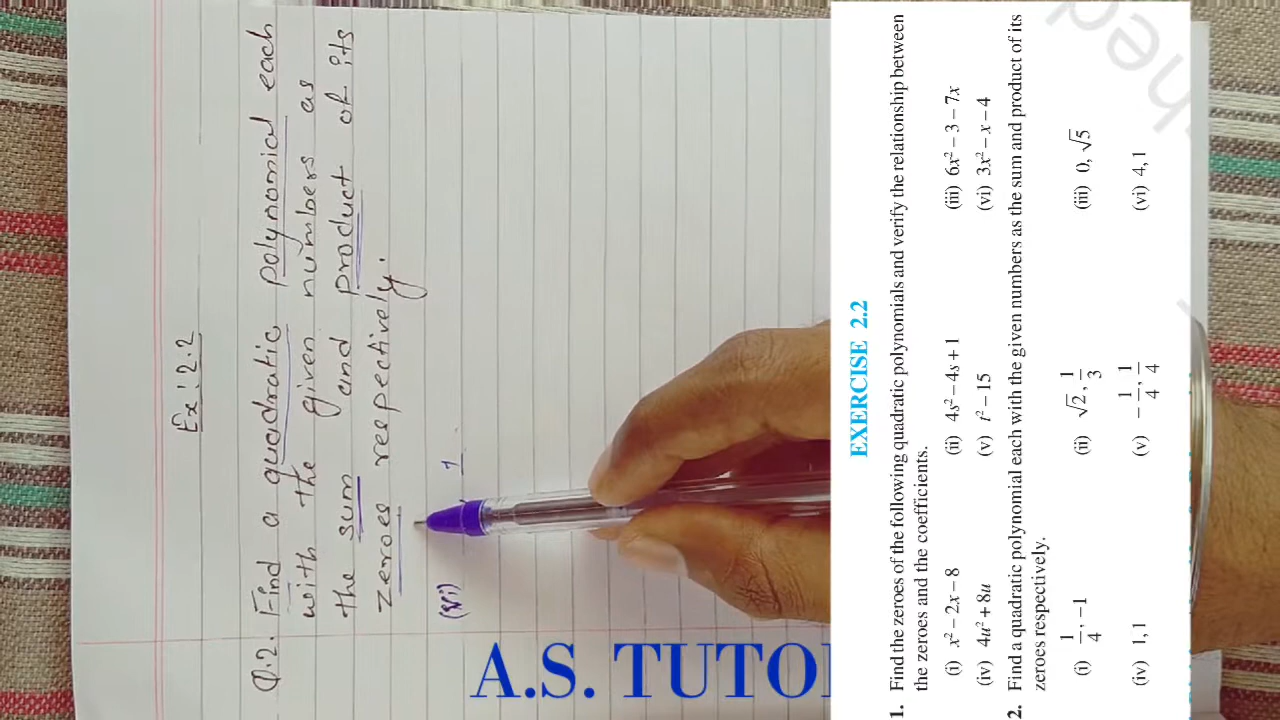 Ex: 2.2
Q.2. Find a quadratic polynomial each
with the given numbers as
the sum and product of its
zeroes respectively.
(vi) , 1
A.S. TUTO
EXERCISE 2.2
1. Find the zeroes of the following quadratic polynomials and verify the relationship between
the zeroes and the coefficients.
(i) x² – 2x – 8 (ii) 4s² – 4s + 1 (iii) 6x² – 3 – 7x
(iv) 4u² + 8u (v) t² – 15 (vi) 3x² – x – 4
2. Find a quadratic polynomial each with the given numbers as the sum and product of its
zeroes respectively.
(i) 1/4, –1 (ii) √2, 1/3 (iii) 0, √5
(iv) 1, 1 (v) –1/4, 1/4 (vi) 4, 1